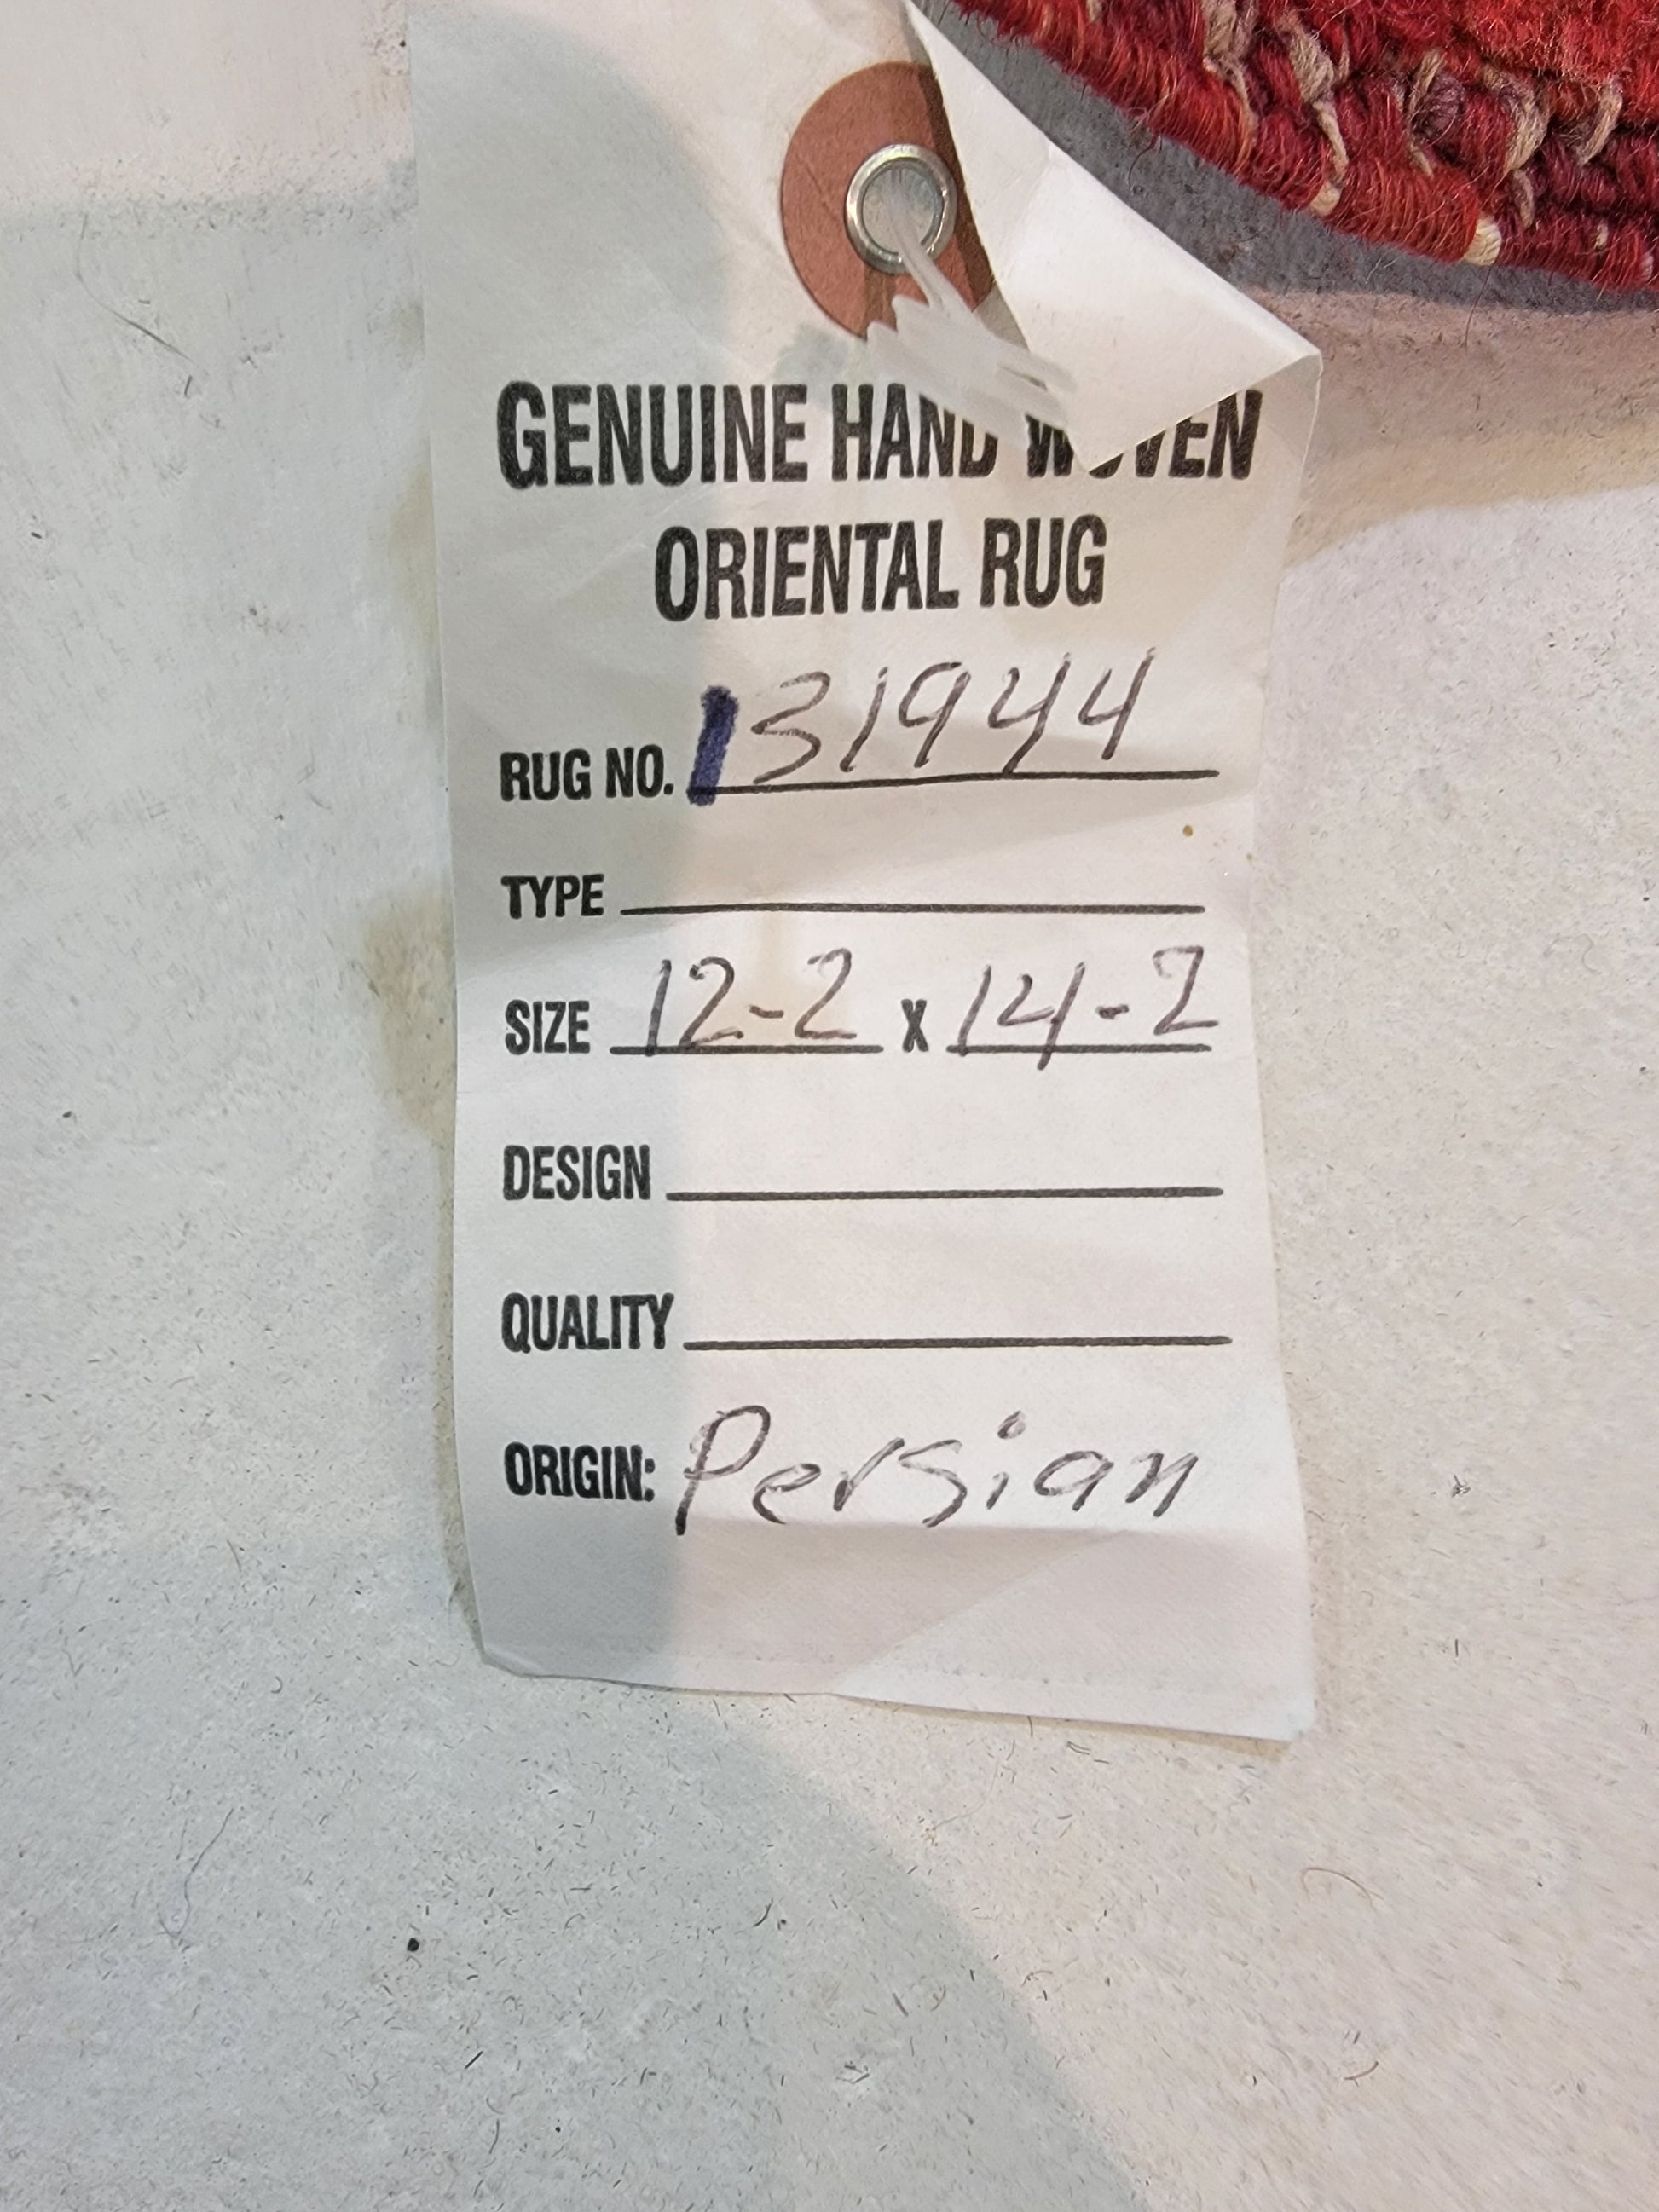 GENUINE HAND WOVEN
ORIENTAL RUG
RUG NO. 131944
TYPE
SIZE 12-2 X 14-2
DESIGN
QUALITY
ORIGIN: Persian